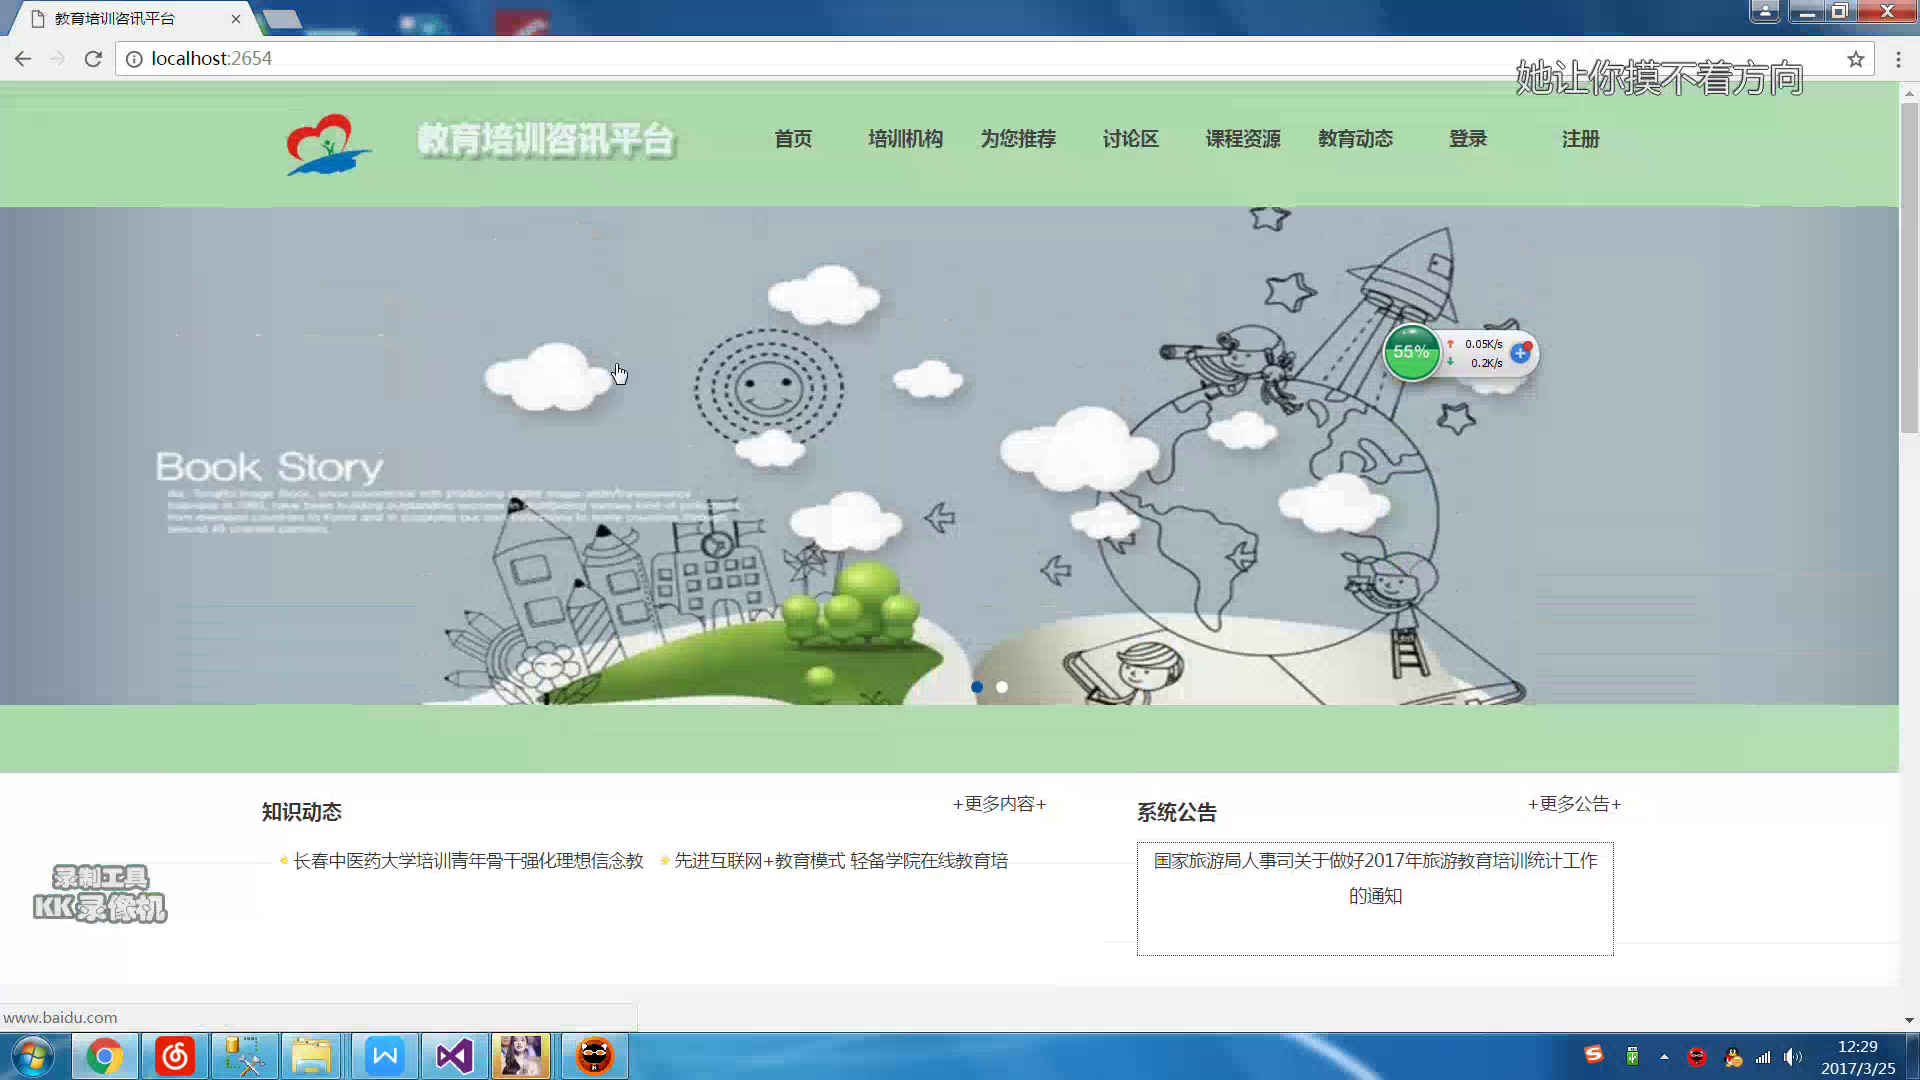 教育培训咨讯平台
localhost:2654
她让你摸不着方向
教育培训咨讯平台
首页 培训机构 为您推荐 讨论区 课程资源 教育动态 登录 注册
55%
0.05K/s
0.2K/s
Book Story
知识动态
+更多内容+
长春中医药大学培训青年骨干强化理想信念教
先进互联网+教育模式 轻备学院在线教育培
系统公告
+更多公告+
国家旅游局人事司关于做好2017年旅游教育培训统计工作
的通知
录制工具
KK录像机
www.baidu.com
12:29
2017/3/25